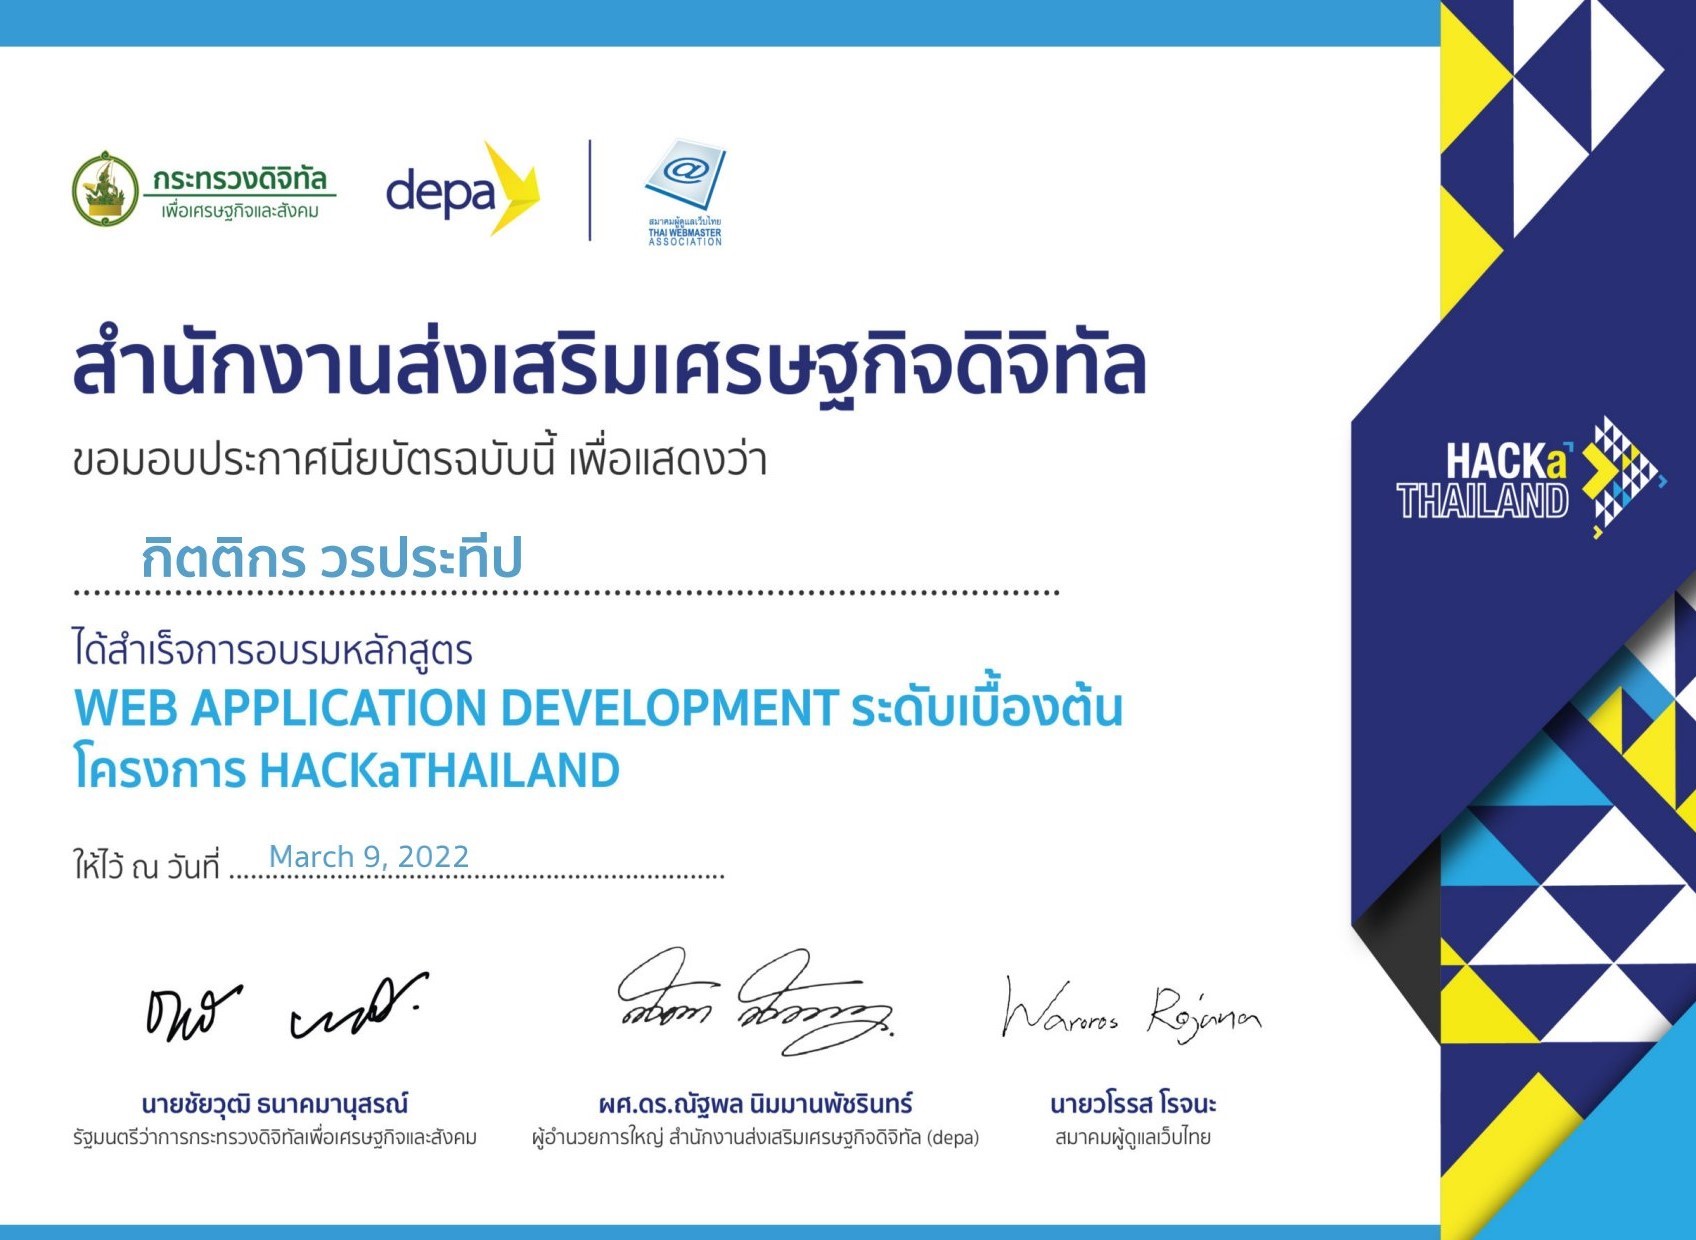 กระทรวงดิจิทัล
เพื่อเศรษฐกิจและสังคม
depa
@
สมาคมผู้ดูแลเว็บไทย
THAI WEBMASTER
ASSOCIATION
สำนักงานส่งเสริมเศรษฐกิจดิจิทัล
ขอมอบประกาศนียบัตรฉบับนี้ เพื่อแสดงว่า
HACKa
THAILAND
กิตติกร วรประทีป
ได้สำเร็จการอบรมหลักสูตร
WEB APPLICATION DEVELOPMENT ระดับเบื้องต้น
โครงการ HACKaTHAILAND
ให้ไว้ ณ วันที่ March 9, 2022
Waroros Rojana
นายชัยวุฒิ ธนาคมานุสรณ์
รัฐมนตรีว่าการกระทรวงดิจิทัลเพื่อเศรษฐกิจและสังคม
ผศ.ดร.ณัฐพล นิมมานพัชรินทร์
ผู้อำนวยการใหญ่ สำนักงานส่งเสริมเศรษฐกิจดิจิทัล (depa)
นายวโรรส โรจนะ
สมาคมผู้ดูแลเว็บไทย